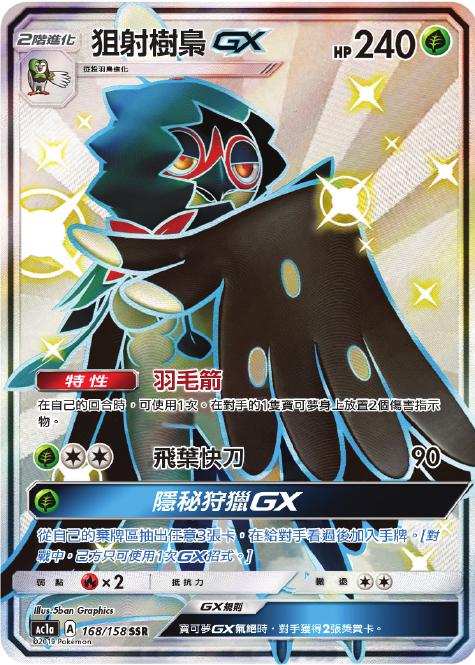 2階進化 狙射樹梟GX HP240
從投羽梟進化
特性 羽毛箭
在自己的回合時，可使用1次。在對手的1隻寶可夢身上放置2個傷害指示
物。
飛葉快刀 90
隱秘狩獵GX
從自己的棄牌區抽出任意3張卡，在給對手看過後加入手牌。[對
戰中，己方只可使用1次GX招式。]
弱點 ×2 抵抗力 撤退
Illus.5ban Graphics
GX規則
AC1a A 168/158 SSR
寶可夢GX氣絕時，對手獲得2張獎賞卡。
©2019 Pokémon